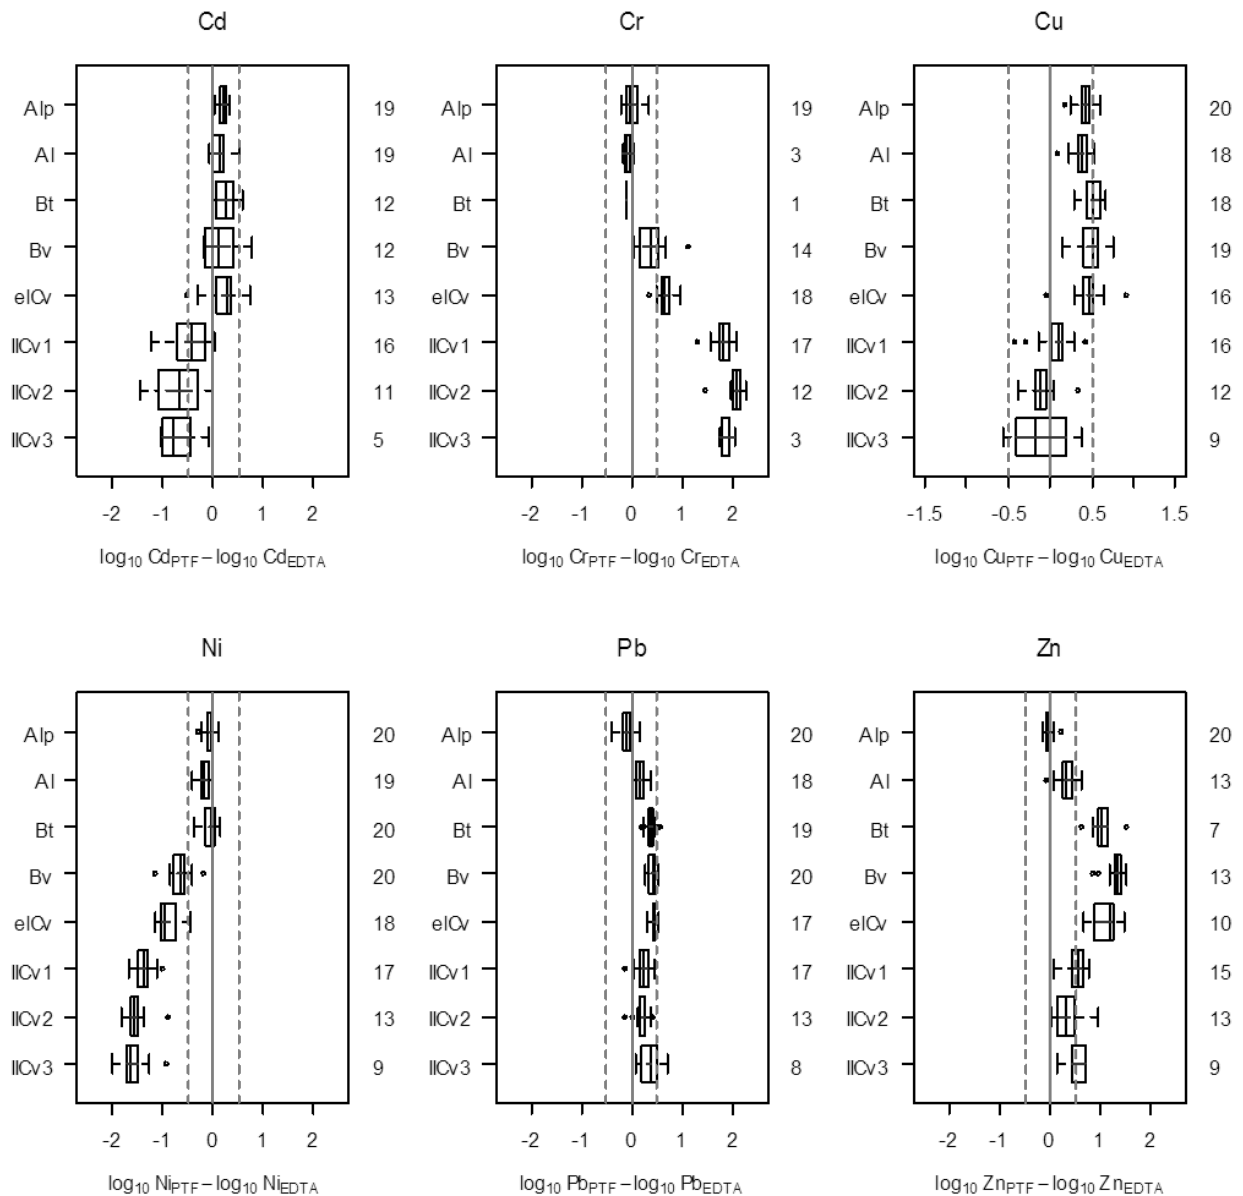 Cd
Cr
Cu
Alp 19
Al 19
Bt 12
Bv 12
elCv 13
IICv1 16
IICv2 11
IICv3 5
-2 -1 0 1 2
log10 CdPTF – log10 CdEDTA
Alp 19
Al 3
Bt 1
Bv 14
elCv 18
IICv1 17
IICv2 12
IICv3 3
-2 -1 0 1 2
log10 CrPTF – log10 CrEDTA
Alp 20
Al 18
Bt 18
Bv 19
elCv 16
IICv1 16
IICv2 12
IICv3 9
-1.5 -0.5 0 0.5 1.5
log10 CuPTF – log10 CuEDTA
Ni
Pb
Zn
Alp 20
Al 19
Bt 20
Bv 20
elCv 18
IICv1 17
IICv2 13
IICv3 9
-2 -1 0 1 2
log10 NiPTF – log10 NiEDTA
Alp 20
Al 18
Bt 19
Bv 20
elCv 17
IICv1 17
IICv2 13
IICv3 8
-2 -1 0 1 2
log10 PbPTF – log10 PbEDTA
Alp 20
Al 13
Bt 7
Bv 13
elCv 10
IICv1 15
IICv2 13
IICv3 9
-2 -1 0 1 2
log10 ZnPTF – log10 ZnEDTA